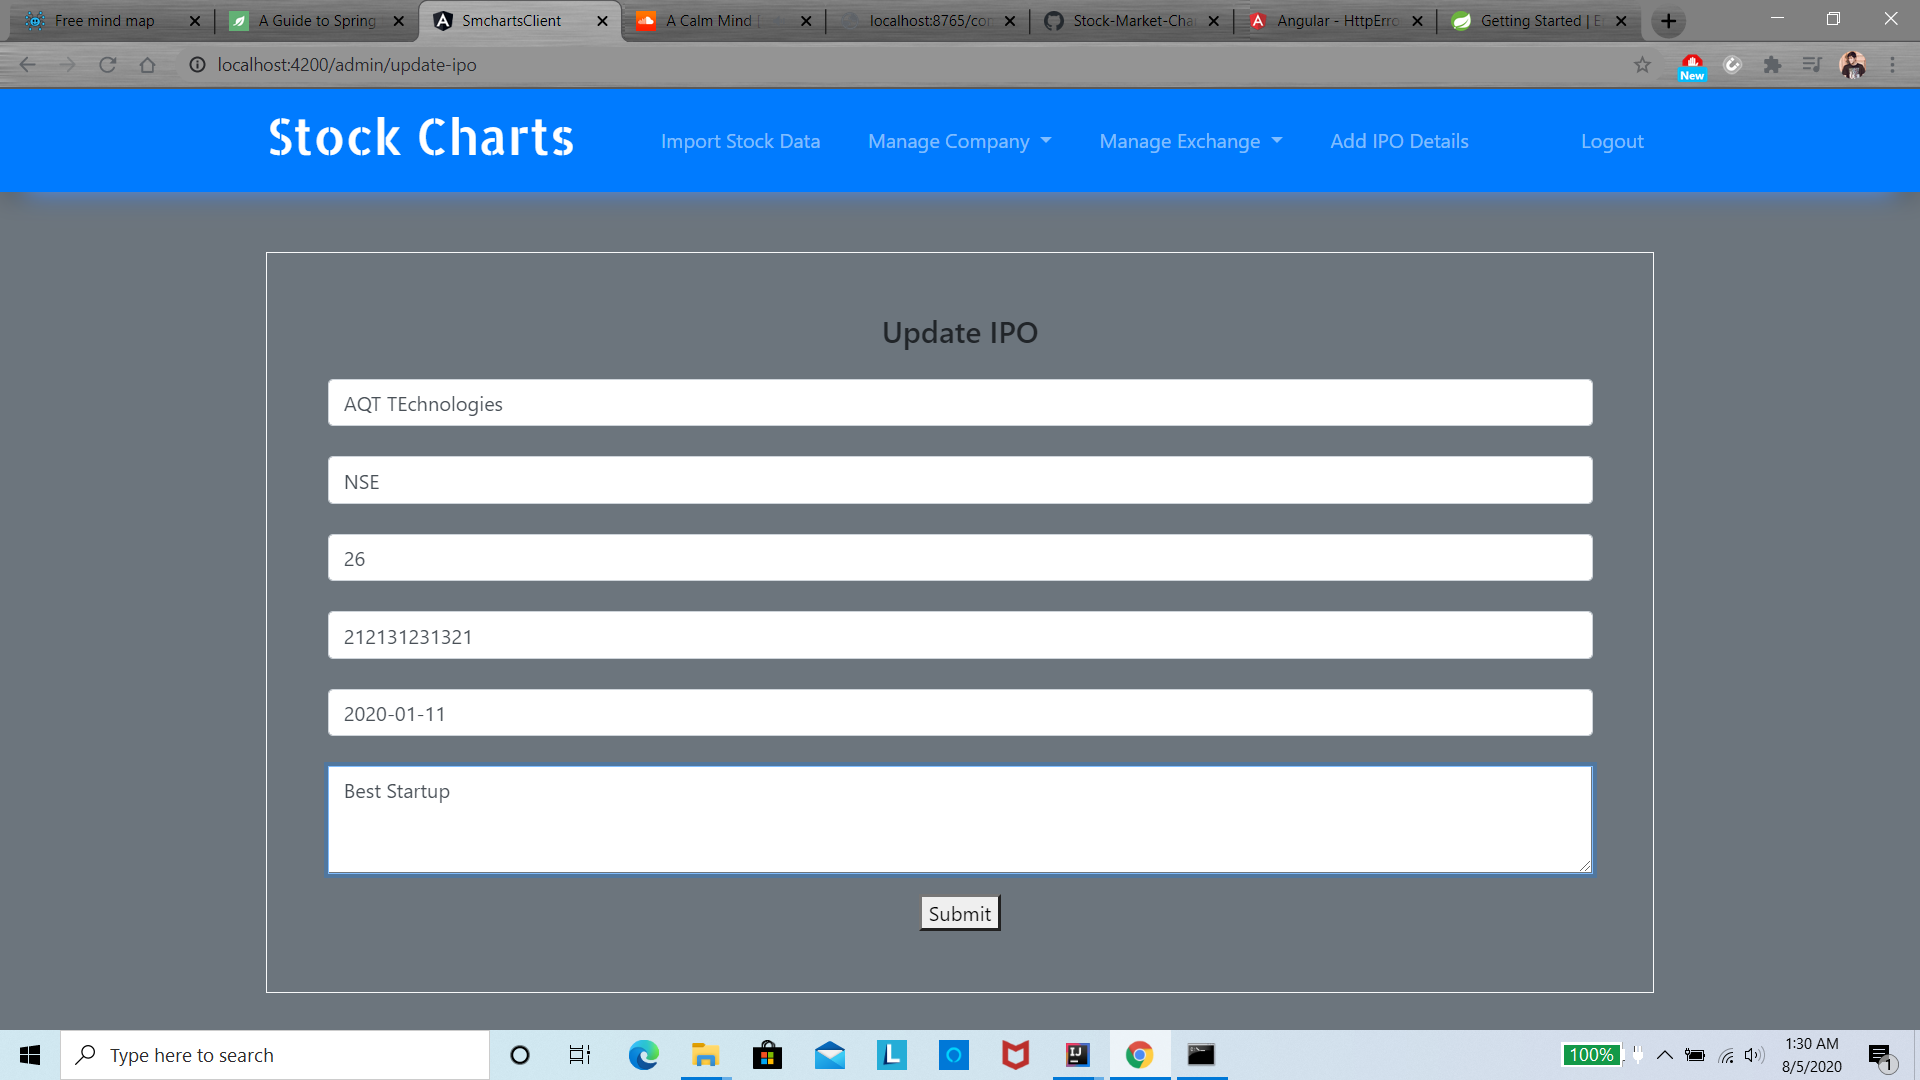 Free mind map
A Guide to Spring
SmchartsClient
A Calm Mind
localhost:8765/con
Stock-Market-Cha
Angular - HttpErro
Getting Started | E
localhost:4200/admin/update-ipo
New
Stock Charts
Import Stock Data
Manage Company
Manage Exchange
Add IPO Details
Logout
Update IPO
AQT TEchnologies
NSE
26
212131231321
2020-01-11
Best Startup
Submit
Type here to search
100%
1:30 AM
8/5/2020
1